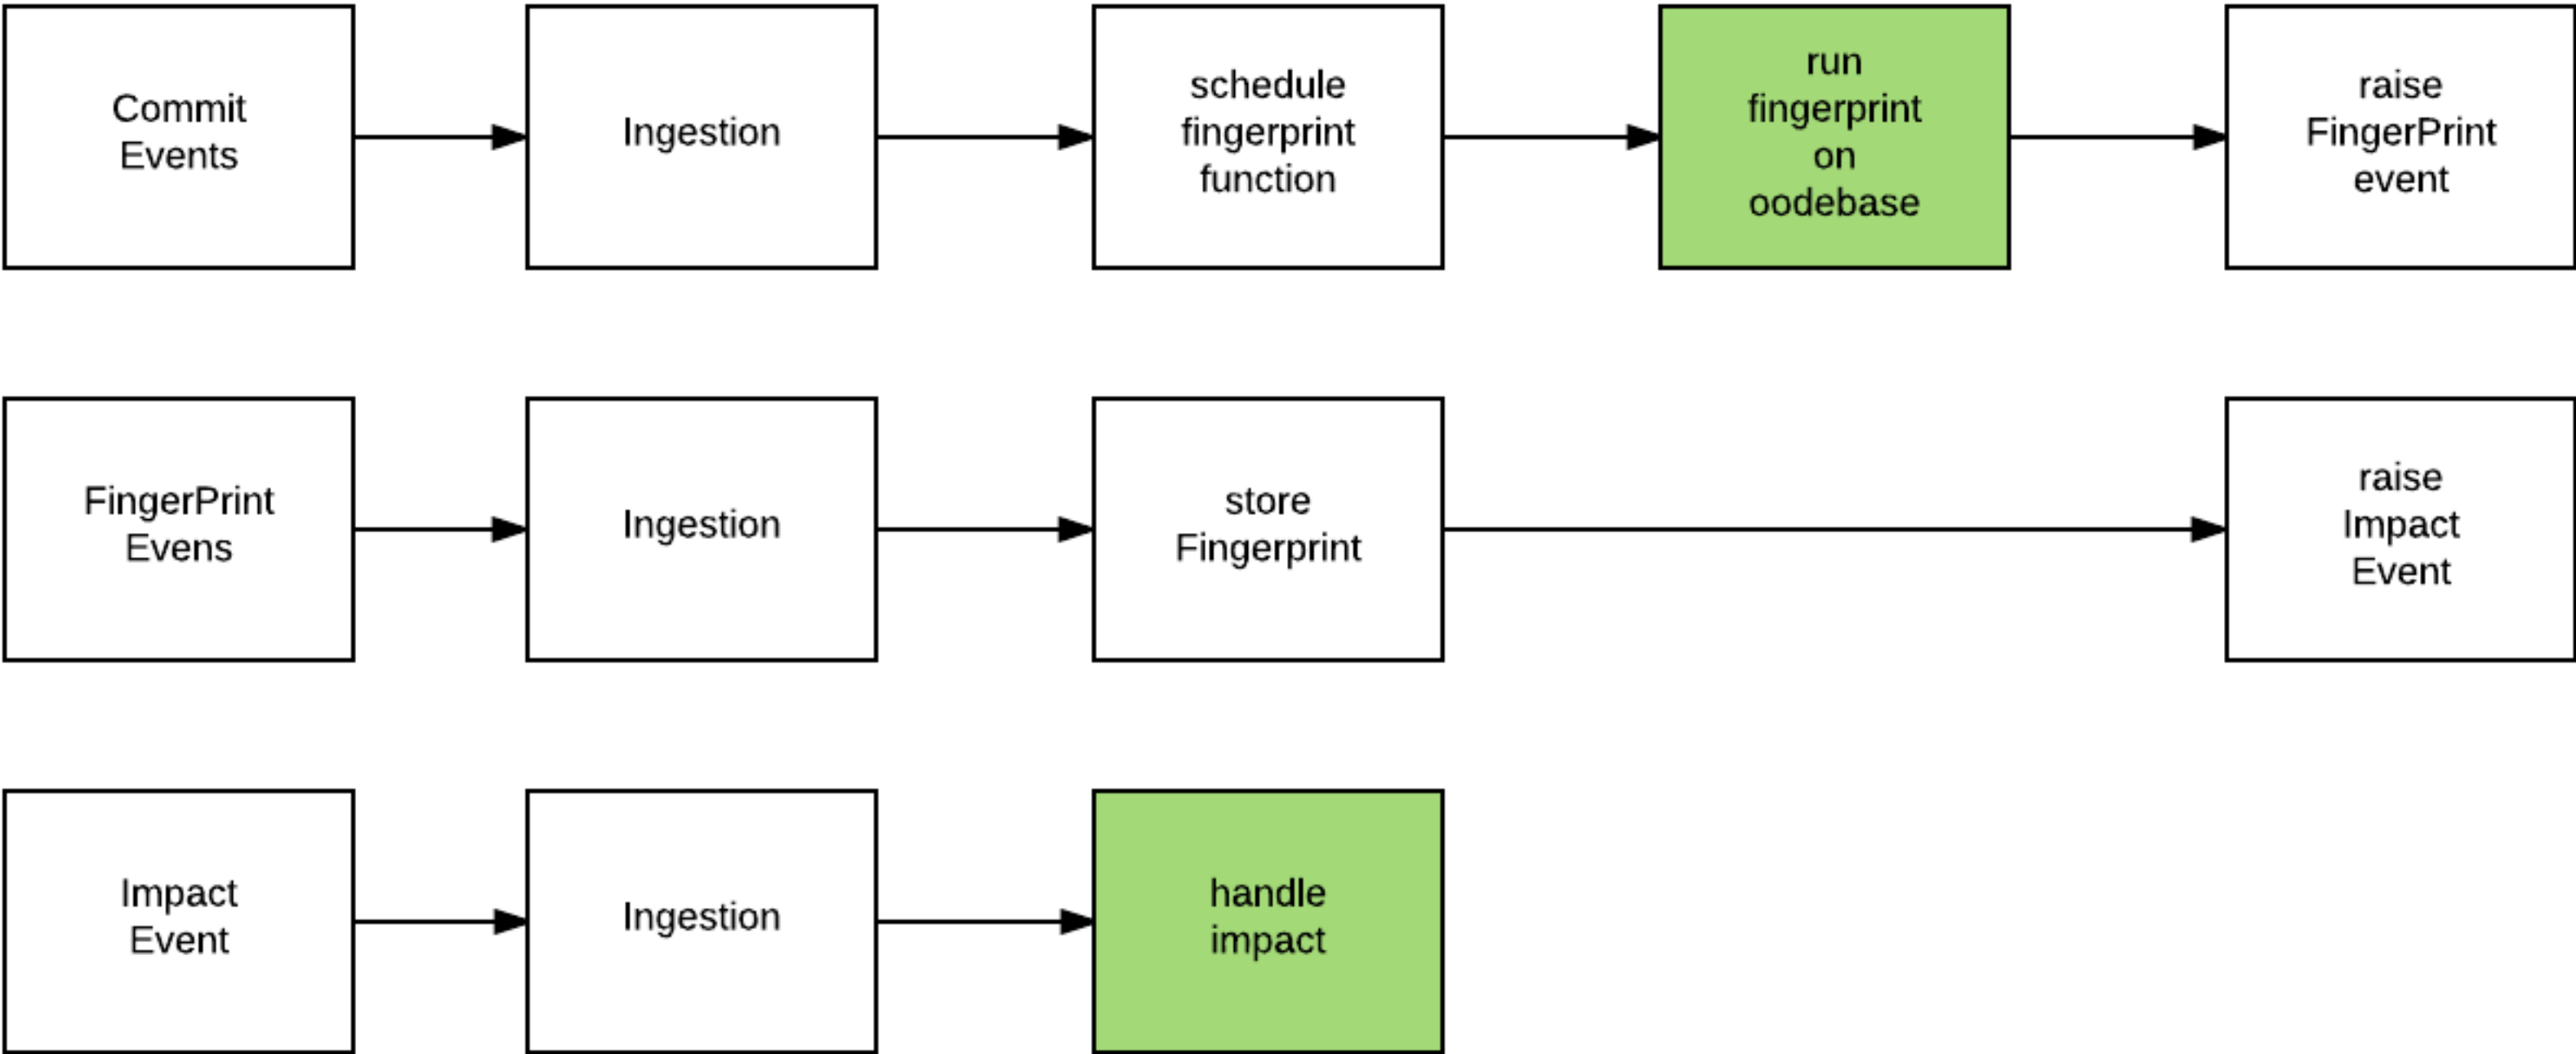 Commit
Events
Ingestion
schedule
fingerprint
function
run
fingerprint
on
oodebase
raise
FingerPrint
event
FingerPrint
Evens
Ingestion
store
Fingerprint
raise
Impact
Event
Impact
Event
Ingestion
handle
impact